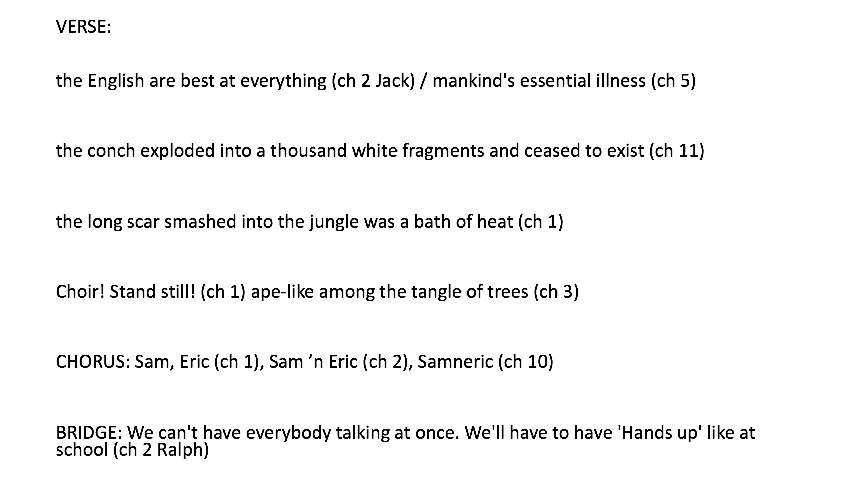 VERSE:
the English are best at everything (ch 2 Jack) / mankind's essential illness (ch 5)
the conch exploded into a thousand white fragments and ceased to exist (ch 11)
the long scar smashed into the jungle was a bath of heat (ch 1)
Choir! Stand still! (ch 1) ape-like among the tangle of trees (ch 3)
CHORUS: Sam, Eric (ch 1), Sam ’n Eric (ch 2), Samneric (ch 10)
BRIDGE: We can't have everybody talking at once. We'll have to have 'Hands up' like at
school (ch 2 Ralph)